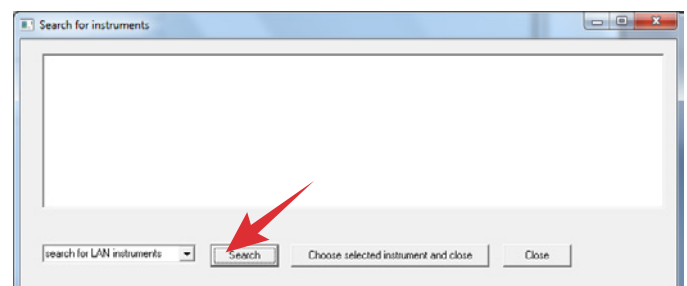 Search for instruments
search for LAN instruments Search Choose selected instrument and close Close